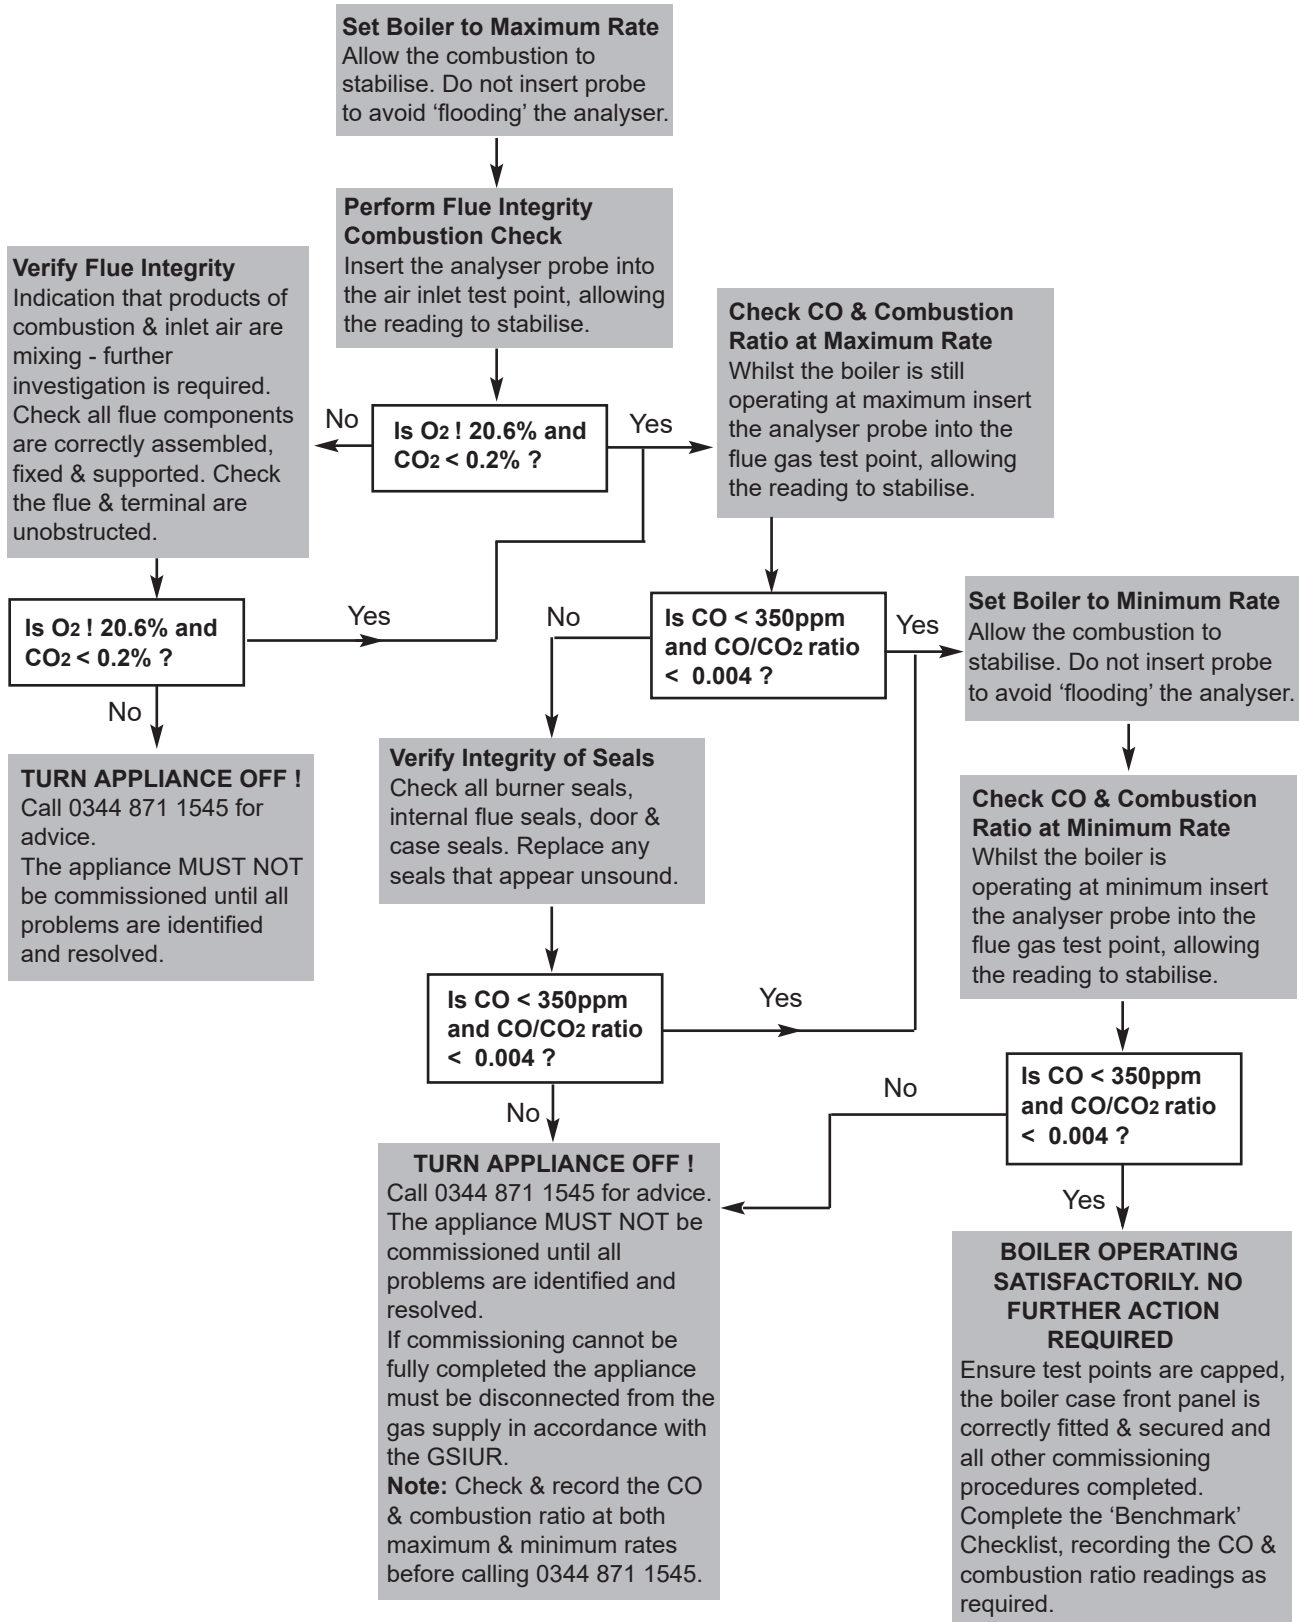 Set Boiler to Maximum Rate
Allow the combustion to
stabilise. Do not insert probe
to avoid ‘flooding’ the analyser.
Perform Flue Integrity
Combustion Check
Insert the analyser probe into
the air inlet test point, allowing
the reading to stabilise.
Verify Flue Integrity
Indication that products of
combustion & inlet air are
mixing - further
investigation is required.
Check all flue components
are correctly assembled,
fixed & supported. Check
the flue & terminal are
unobstructed.
No
Is O2 ! 20.6% and
CO2 < 0.2% ?
Yes
Check CO & Combustion
Ratio at Maximum Rate
Whilst the boiler is still
operating at maximum insert
the analyser probe into the
flue gas test point, allowing
the reading to stabilise.
Is O2 ! 20.6% and
CO2 < 0.2% ?
Yes
No
TURN APPLIANCE OFF !
Call 0344 871 1545 for
advice.
The appliance MUST NOT
be commissioned until all
problems are identified
and resolved.
No
Is CO < 350ppm
and CO/CO2 ratio
< 0.004 ?
Yes
Set Boiler to Minimum Rate
Allow the combustion to
stabilise. Do not insert probe
to avoid ‘flooding’ the analyser.
Verify Integrity of Seals
Check all burner seals,
internal flue seals, door &
case seals. Replace any
seals that appear unsound.
Check CO & Combustion
Ratio at Minimum Rate
Whilst the boiler is
operating at minimum insert
the analyser probe into the
flue gas test point, allowing
the reading to stabilise.
Is CO < 350ppm
and CO/CO2 ratio
< 0.004 ?
Yes
No
No
Is CO < 350ppm
and CO/CO2 ratio
< 0.004 ?
Yes
TURN APPLIANCE OFF !
Call 0344 871 1545 for advice.
The appliance MUST NOT be
commissioned until all
problems are identified and
resolved.
If commissioning cannot be
fully completed the appliance
must be disconnected from the
gas supply in accordance with
the GSIUR.
Note: Check & record the CO
& combustion ratio at both
maximum & minimum rates
before calling 0344 871 1545.
BOILER OPERATING
SATISFACTORILY. NO
FURTHER ACTION
REQUIRED
Ensure test points are capped,
the boiler case front panel is
correctly fitted & secured and
all other commissioning
procedures completed.
Complete the ‘Benchmark’
Checklist, recording the CO &
combustion ratio readings as
required.